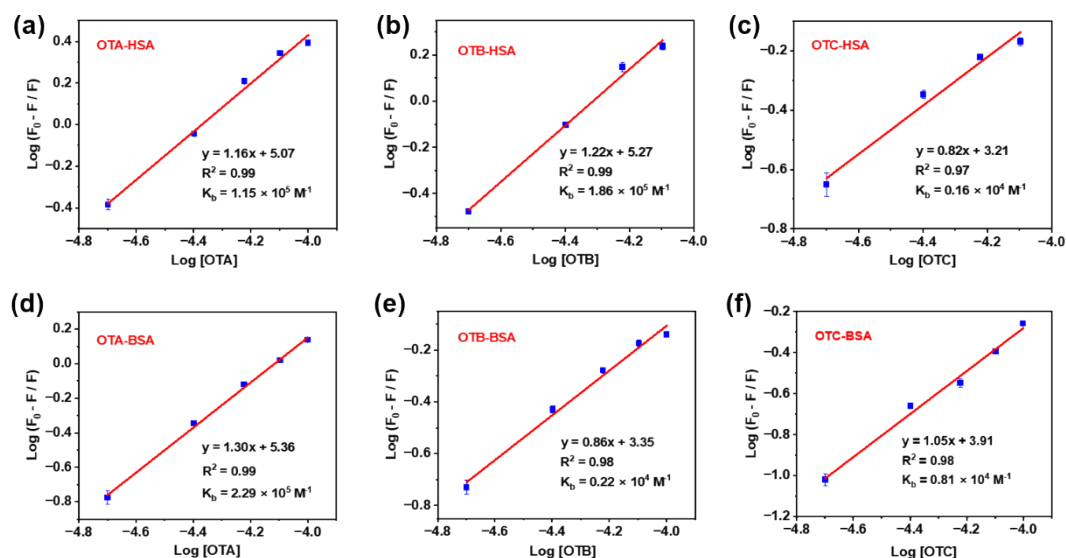 (a)
OTA-HSA
Log (F₀ - F / F)
0.4
0.2
0.0
−0.2
−0.4
y = 1.16x + 5.07
R² = 0.99
K_b = 1.15 × 10⁵ M⁻¹
−4.8 −4.6 −4.4 −4.2 −4.0
Log [OTA]
(b)
OTB-HSA
Log (F₀ - F / F)
0.2
0.0
−0.2
−0.4
y = 1.22x + 5.27
R² = 0.99
K_b = 1.86 × 10⁵ M⁻¹
−4.8 −4.6 −4.4 −4.2 −4.0
Log [OTB]
(c)
OTC-HSA
Log (F₀ - F / F)
−0.2
−0.4
−0.6
−0.8
y = 0.82x + 3.21
R² = 0.97
K_b = 0.16 × 10⁴ M⁻¹
−4.8 −4.6 −4.4 −4.2 −4.0
Log [OTC]
(d)
OTA-BSA
Log (F₀ - F / F)
0.2
0.0
−0.2
−0.4
−0.6
−0.8
y = 1.30x + 5.36
R² = 0.99
K_b = 2.29 × 10⁵ M⁻¹
−4.8 −4.6 −4.4 −4.2 −4.0
Log [OTA]
(e)
OTB-BSA
Log (F₀ - F / F)
−0.2
−0.4
−0.6
−0.8
y = 0.86x + 3.35
R² = 0.98
K_b = 0.22 × 10⁴ M⁻¹
−4.8 −4.6 −4.4 −4.2 −4.0
Log [OTB]
(f)
OTC-BSA
Log (F₀ - F / F)
−0.2
−0.4
−0.6
−0.8
−1.0
−1.2
y = 1.05x + 3.91
R² = 0.98
K_b = 0.81 × 10⁴ M⁻¹
−4.8 −4.6 −4.4 −4.2 −4.0
Log [OTC]